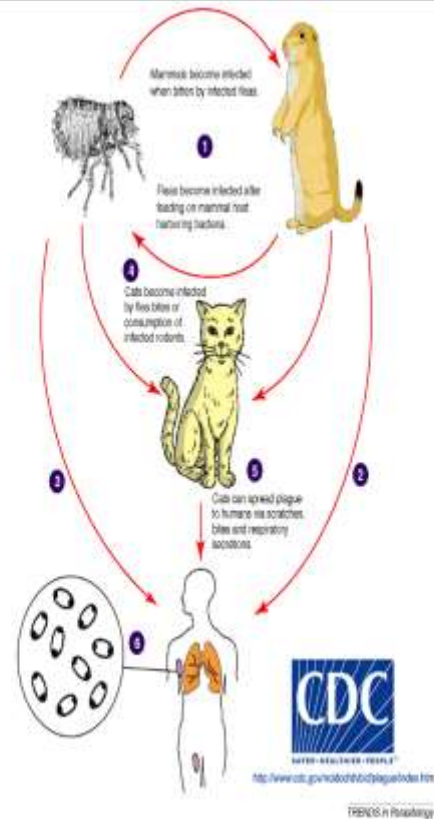 Mammals become infected
when bitten by infected fleas.
1
Fleas become infected after
feeding on mammal host
harboring bacteria.
4
Cats become infected
by flea bites or
consumption of
infected rodents.
5
3
2
Cats can spread plague
to humans via scratches,
bites and respiratory
secretions.
6
CDC
SAFER•HEALTHIER•PEOPLE™
TRENDS in Parasitology